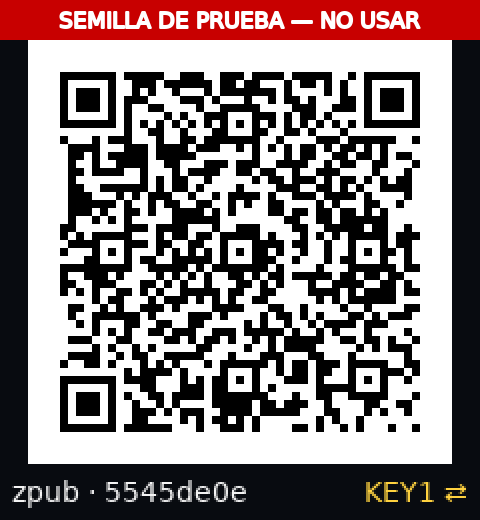 SEMILLA DE PRUEBA — NO USAR
zpub · 5545de0e
KEY1 ⇄